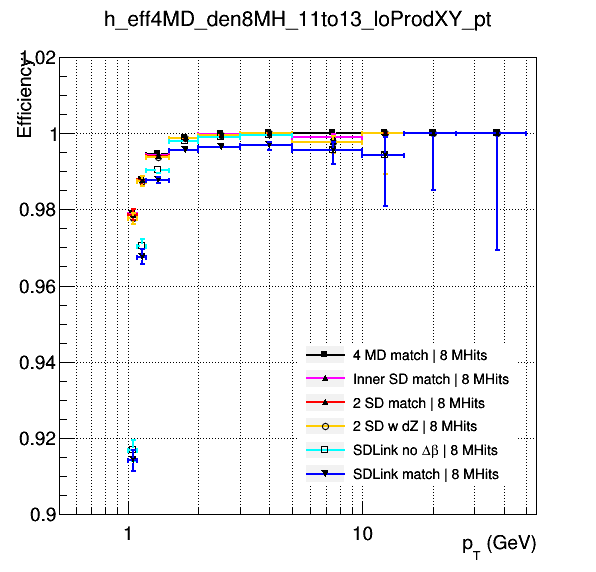 h_eff4MD_den8MH_11to13_loProdXY_pt
Efficiency
1.02
1
0.98
0.96
0.94
0.92
0.9
4 MD match | 8 MHits
Inner SD match | 8 MHits
2 SD match | 8 MHits
2 SD w dZ | 8 MHits
SDLink no Δβ | 8 MHits
SDLink match | 8 MHits
1
10
p_T (GeV)